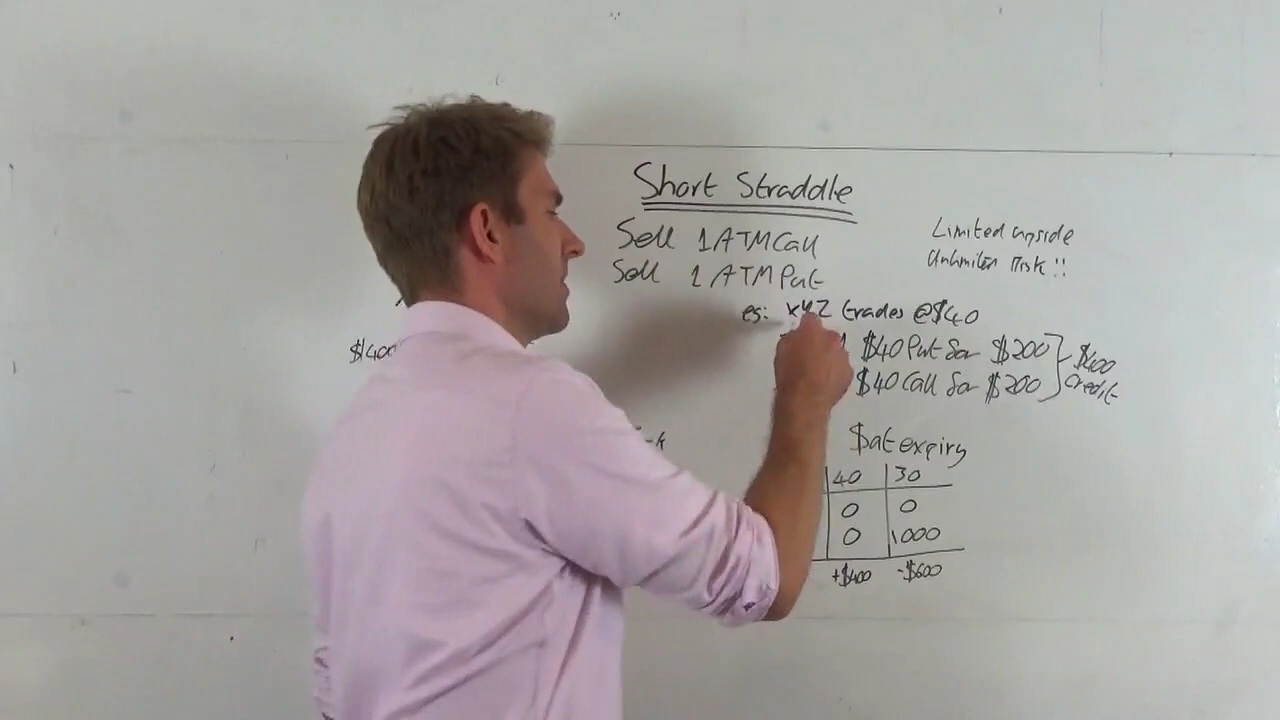 Short Straddle
Sell 1 ATM Call
Sell 1 ATM Put
Limited upside
Unlimited Risk!!
eg: XYZ trades @ $40
$40 Put for $200
$40 Call for $200
$400
Credit
$400
$ at expiry
40 30
0 0
0 1000
+$400 -$600